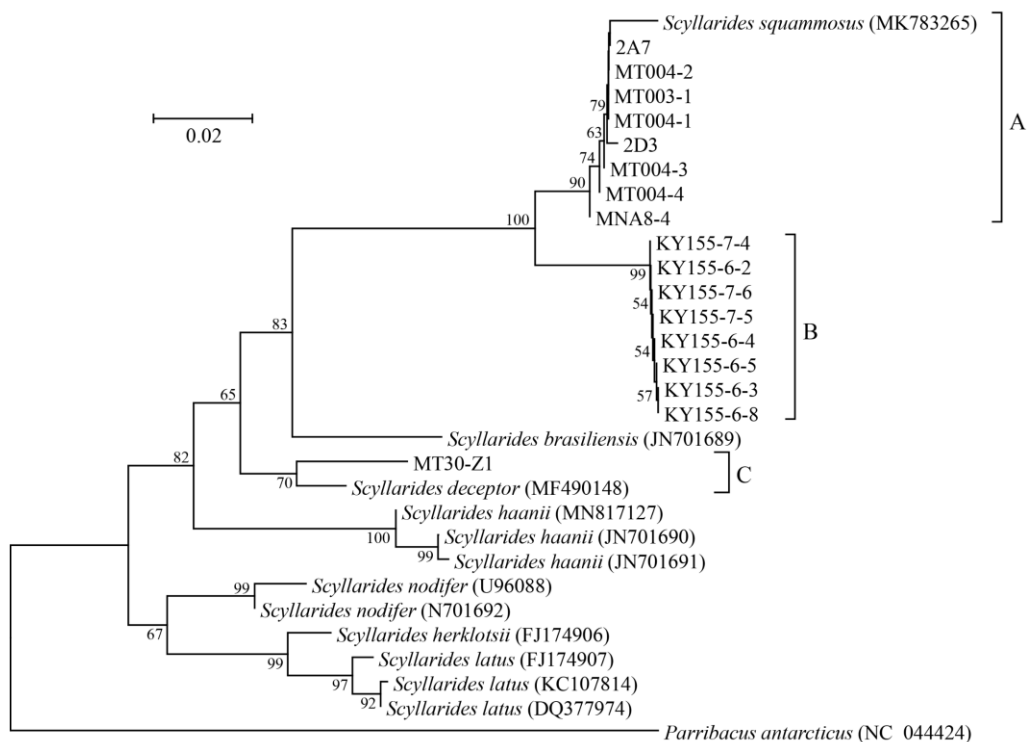 Scyllarides squammosus (MK783265)
2A7
MT004-2
MT003-1
79
MT004-1
A
0.02
63
2D3
74
MT004-3
90
MT004-4
100
MNA8-4
KY155-7-4
99
KY155-6-2
KY155-7-6
54
KY155-7-5
B
83
54
KY155-6-4
KY155-6-5
57
KY155-6-3
65
KY155-6-8
Scyllarides brasiliensis (JN701689)
82
MT30-Z1
C
70
Scyllarides deceptor (MF490148)
Scyllarides haanii (MN817127)
100
Scyllarides haanii (JN701690)
99
Scyllarides haanii (JN701691)
99
Scyllarides nodifer (U96088)
Scyllarides nodifer (N701692)
67
Scyllarides herklotsii (FJ174906)
99
Scyllarides latus (FJ174907)
97
Scyllarides latus (KC107814)
92
Scyllarides latus (DQ377974)
Parribacus antarcticus (NC_044424)